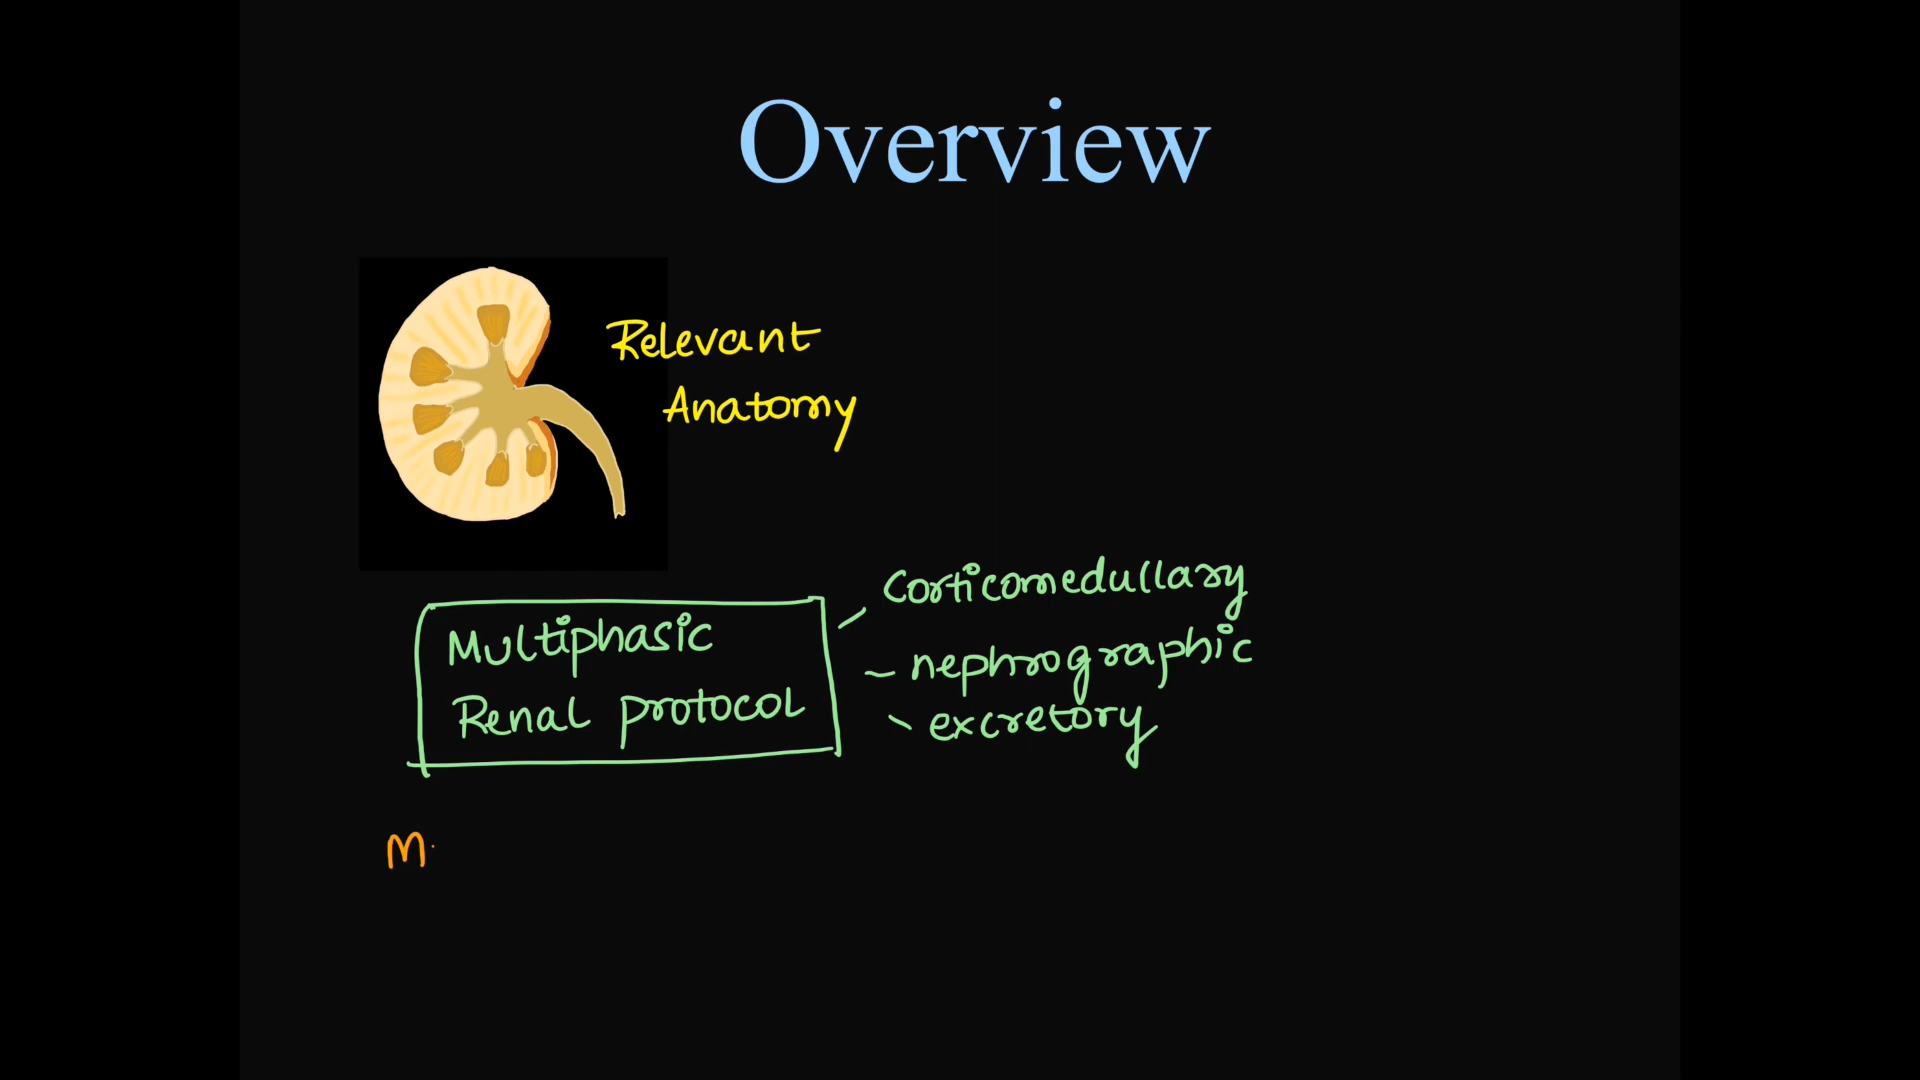 Overview
Relevant
Anatomy
Multiphasic
Renal protocol
Corticomedullary
- nephrographic
excretory
M